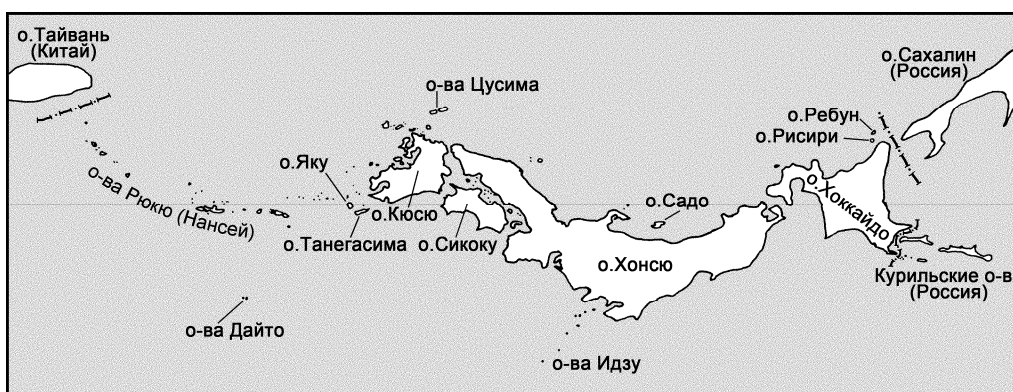 о.Тайвань
(Китай)
о.Сахалин
(Россия)
о-ва Цусима
о.Ребун
о.Рисири
о.Яку
о-ва Рюкю (Нансей)
о.Кюсю
о.Садо
о.Хоккайдо
о.Танегасима
о.Сикоку
о.Хонсю
Курильские о-в
(Россия)
о-ва Дайто
о-ва Идзу